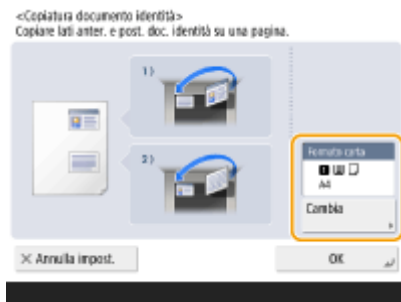 <Copiatura documento identità>
Copiare lati anter. e post. doc. identità su una pagina.
1)
2)
Formato carta
1
A4
Cambia
× Annulla impost.
OK